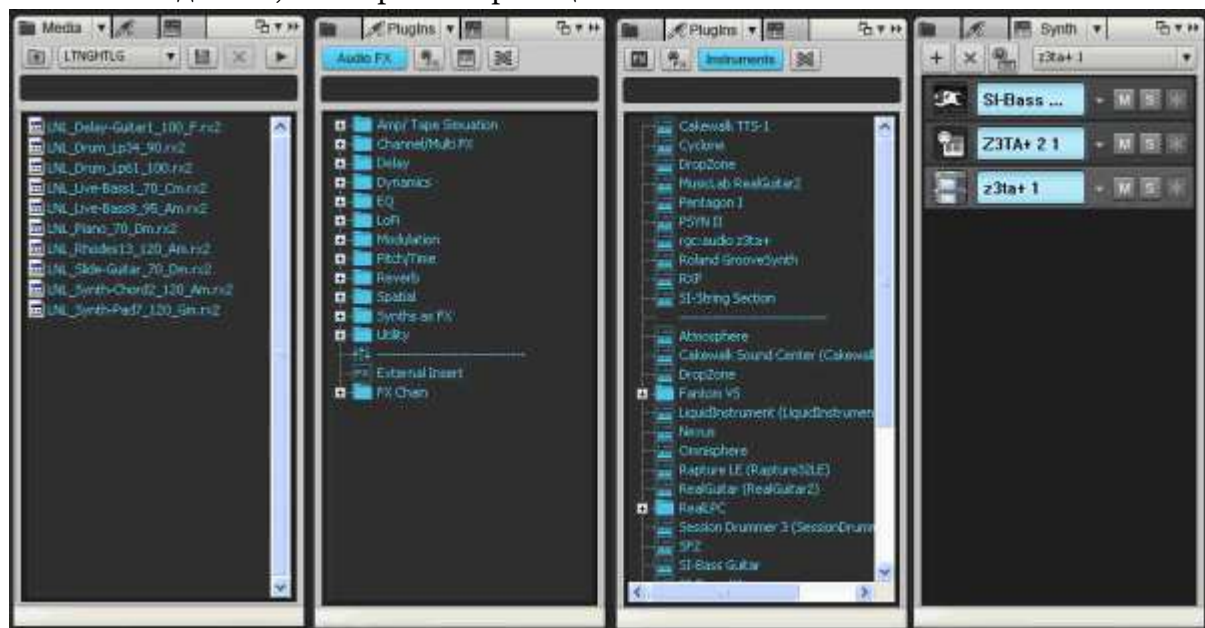 Media
LTNGHTLG
LNL_Delay-Guitar1_100_F.rx2
LNL_Drum_Lp34_90.rx2
LNL_Drum_Lp61_100.rx2
LNL_Live-Bass1_70_Cm.rx2
LNL_Live-Bass9_95_Am.rx2
LNL_Piano_70_Dm.rx2
LNL_Rhodes13_120_Am.rx2
LNL_Slide-Guitar_70_Dm.rx2
LNL_Synth-Chord2_120_Am.rx2
LNL_Synth-Pad7_120_Gm.rx2
PlugIns
Audio FX
Amp/ Tape Simuation
Channel/Multi FX
Delay
Dynamics
EQ
LoFi
Modulation
Pitch/Time
Reverb
Spatial
Synths as FX
Utility
External Insert
FX Chain
PlugIns
Instruments
Cakewalk TTS-1
Cyclone
DropZone
MusicLab RealGuitar2
Pentagon I
PSYN II
rgc:audio z3ta+
Roland GrooveSynth
RXP
SI-String Section
Atmosphere
Cakewalk Sound Center (Cakewalk
DropZone
Fantom VS
LiquidInstrument (LiquidInstrumen
Nexus
Omnisphere
Rapture LE (Rapture32LE)
RealGuitar (RealGuitar2)
RealLPC
Session Drummer 3 (SessionDrumm
SFZ
SI-Bass Guitar
Synth
z3ta+ 1
SI-Bass ...
M S
Z3TA+ 2 1
M S
z3ta+ 1
M S